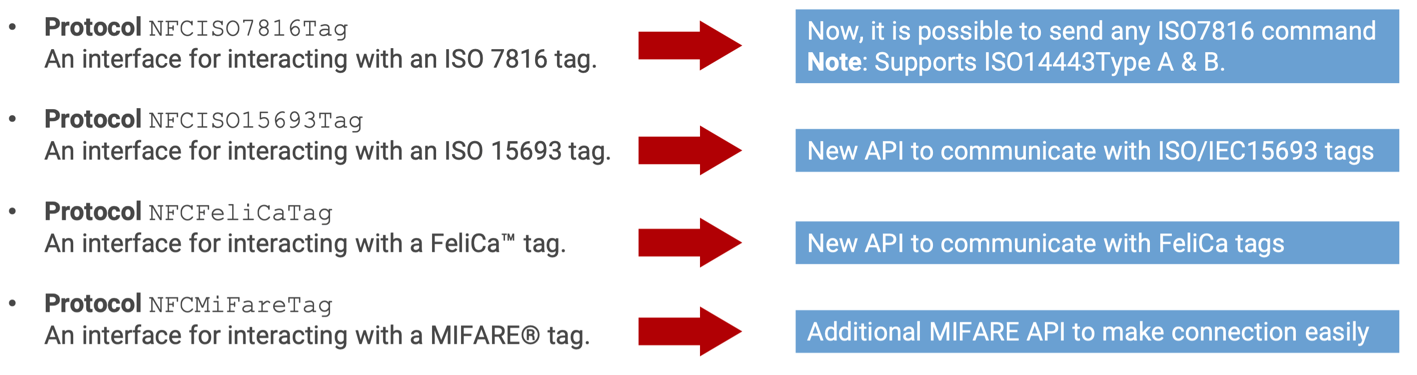 • Protocol NFCISO7816Tag
An interface for interacting with an ISO 7816 tag.
Now, it is possible to send any ISO7816 command
Note: Supports ISO14443Type A & B.
• Protocol NFCISO15693Tag
An interface for interacting with an ISO 15693 tag.
New API to communicate with ISO/IEC15693 tags
• Protocol NFCFeliCaTag
An interface for interacting with a FeliCa™ tag.
New API to communicate with FeliCa tags
• Protocol NFCMiFareTag
An interface for interacting with a MIFARE® tag.
Additional MIFARE API to make connection easily